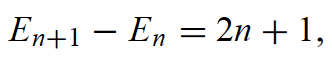 $E_{n+1} - E_n = 2n + 1,$